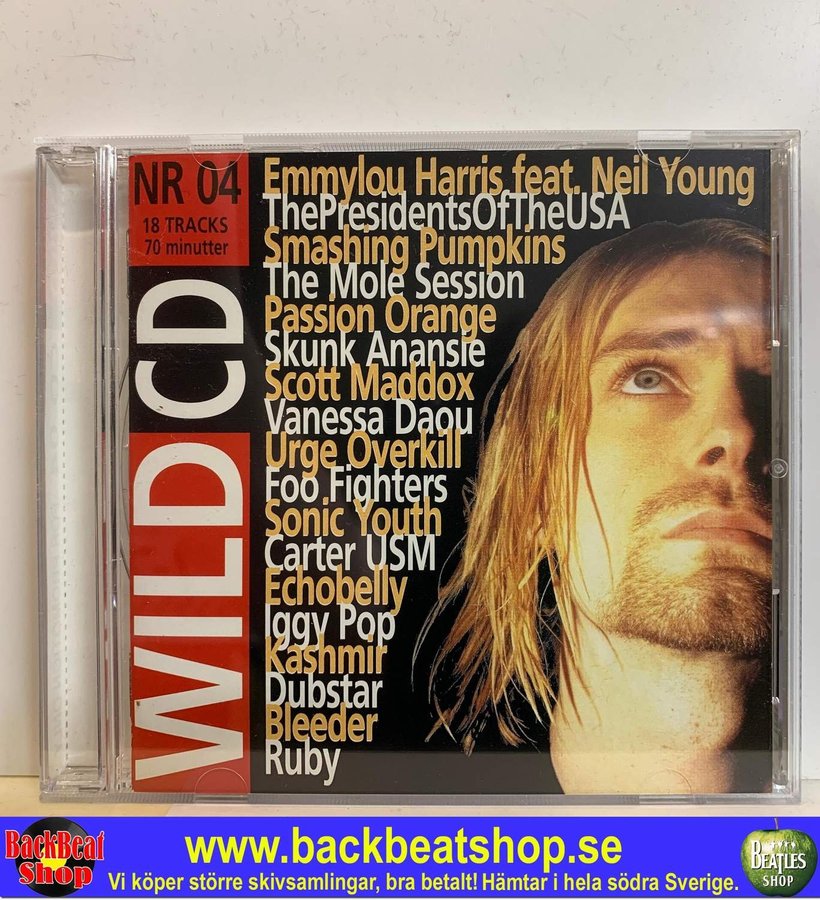 NR 04
18 TRACKS
70 minutter
WILD CD
Emmylou Harris feat. Neil Young
ThePresidentsOfTheUSA
Smashing Pumpkins
The Mole Session
Passion Orange
Skunk Anansie
Scott Maddox
Vanessa Daou
Urge Overkill
Foo Fighters
Sonic Youth
Carter USM
Echobelly
Iggy Pop
Kashmir
Dubstar
Bleeder
Ruby
BackBeat
Shop
www.backbeatshop.se
Vi köper större skivsamlingar, bra betalt! Hämtar i hela södra Sverige.
BEATLES
SHOP